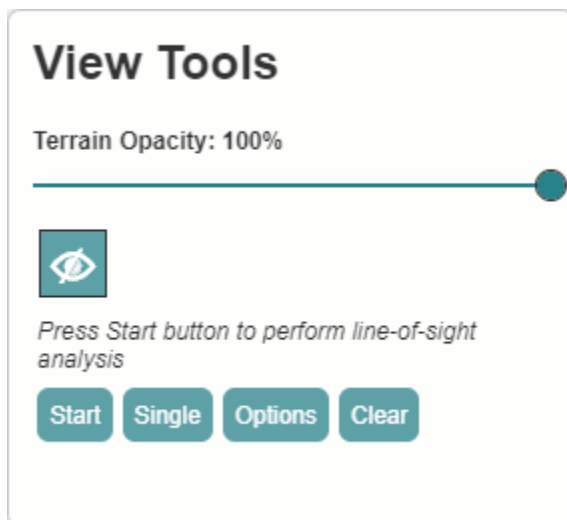 View Tools
Terrain Opacity: 100%
Press Start button to perform line-of-sight
analysis
Start Single Options Clear